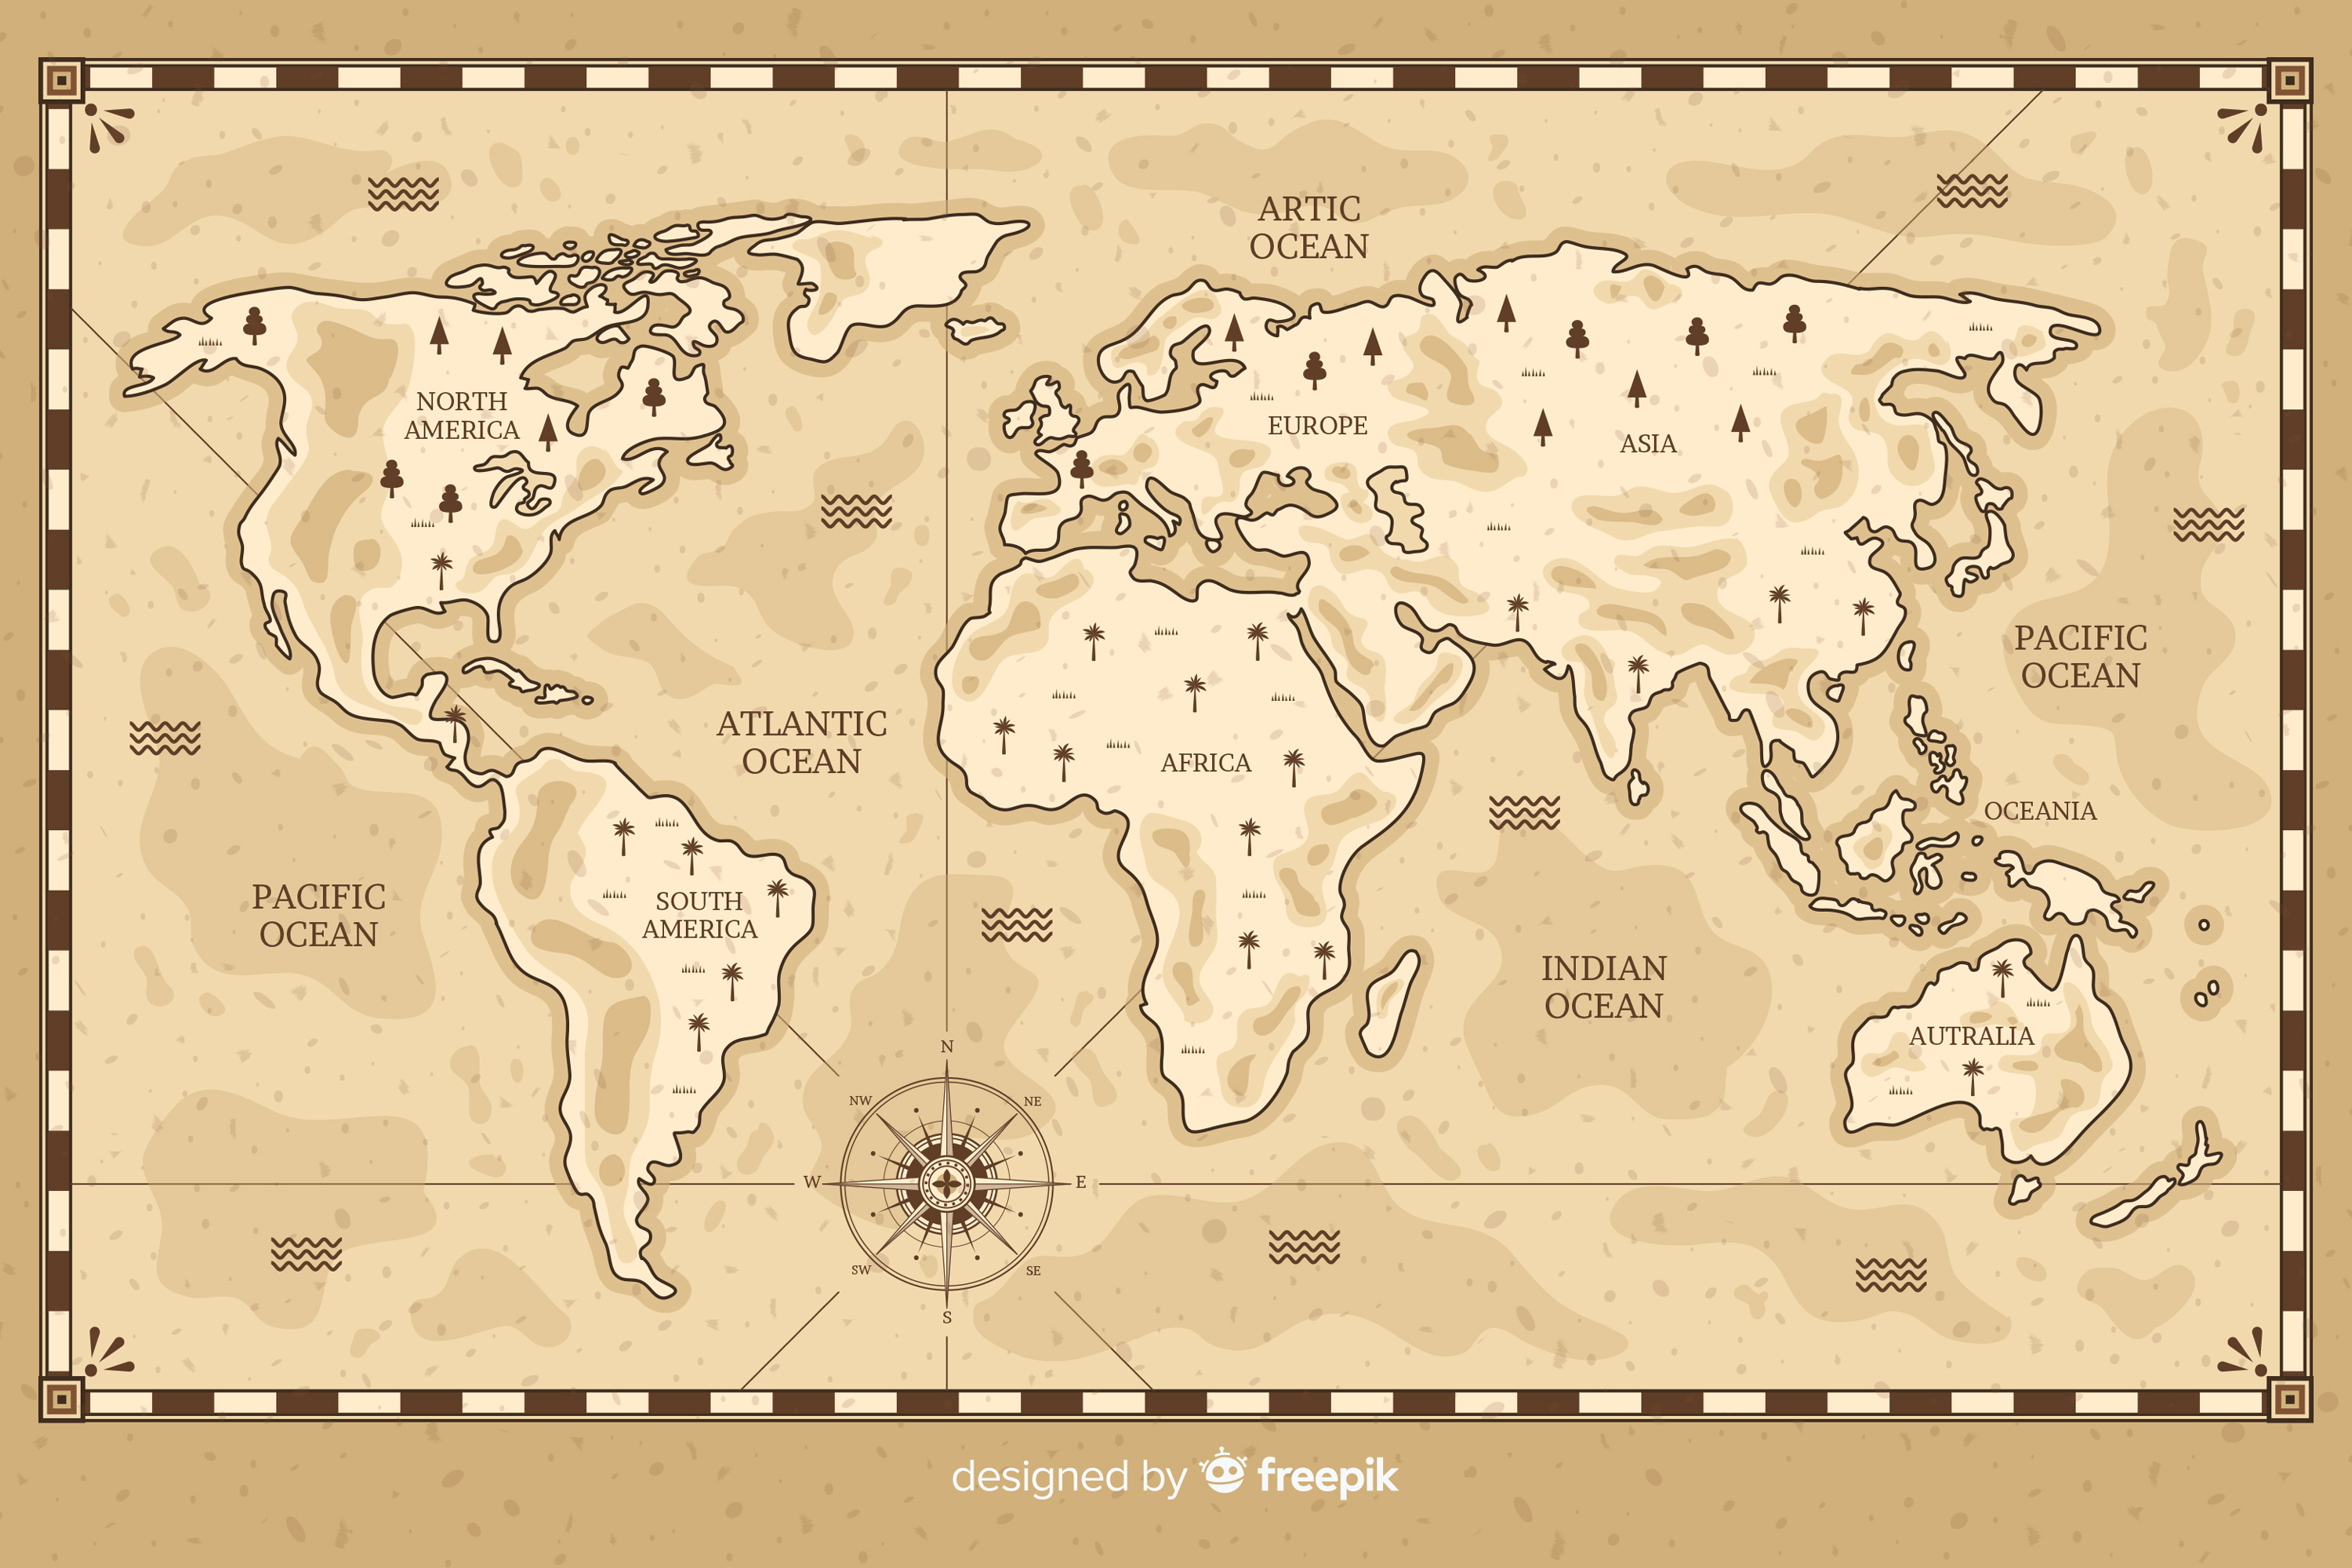 ARTIC
OCEAN
NORTH
AMERICA
EUROPE
ASIA
PACIFIC
OCEAN
ATLANTIC
OCEAN
AFRICA
OCEANIA
PACIFIC
OCEAN
SOUTH
AMERICA
INDIAN
OCEAN
AUTRALIA
N
NW
NE
W
E
SW
SE
S
designed by freepik